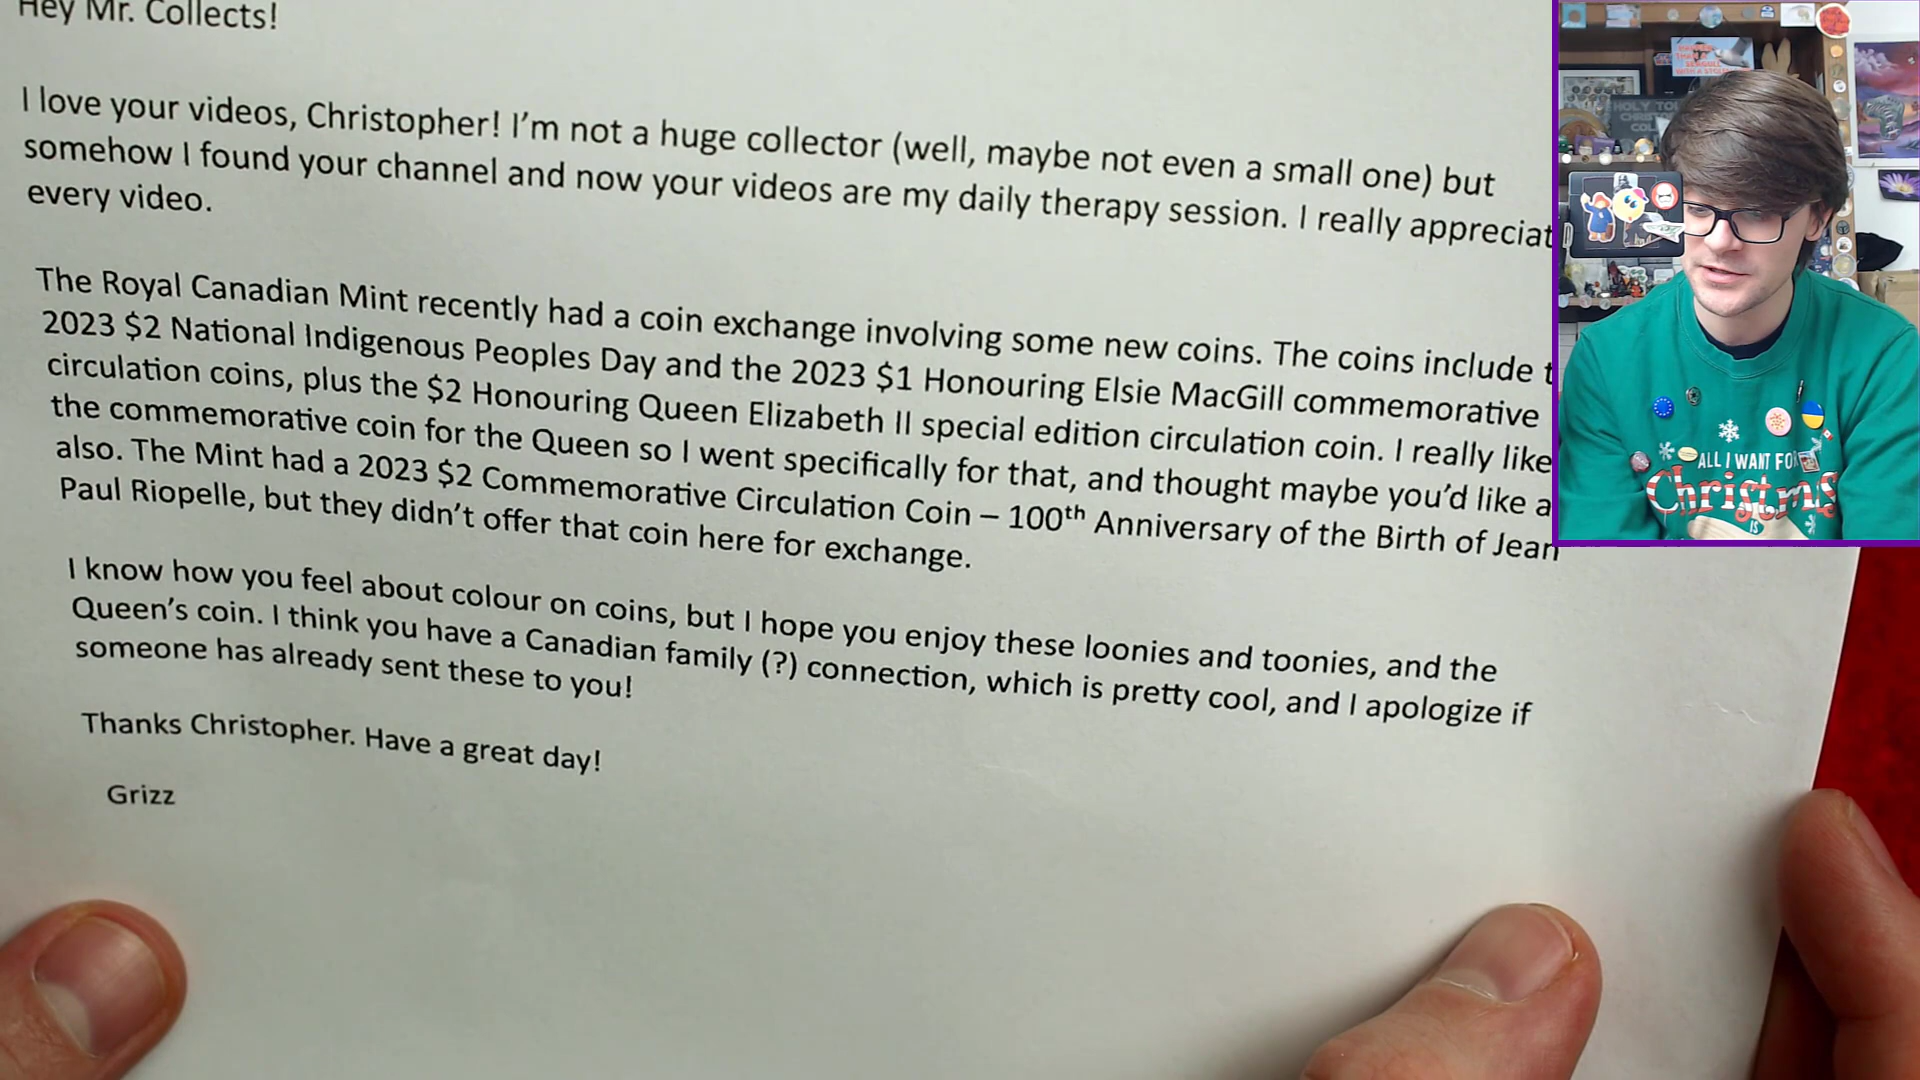 Hey Mr. Collects!
I love your videos, Christopher! I'm not a huge collector (well, maybe not even a small one) but
somehow I found your channel and now your videos are my daily therapy session. I really appreciat
every video.
The Royal Canadian Mint recently had a coin exchange involving some new coins. The coins include t
2023 $2 National Indigenous Peoples Day and the 2023 $1 Honouring Elsie MacGill commemorative
circulation coins, plus the $2 Honouring Queen Elizabeth II special edition circulation coin. I really like
the commemorative coin for the Queen so I went specifically for that, and thought maybe you'd like a
also. The Mint had a 2023 $2 Commemorative Circulation Coin – 100th Anniversary of the Birth of Jean
Paul Riopelle, but they didn't offer that coin here for exchange.
I know how you feel about colour on coins, but I hope you enjoy these loonies and toonies, and the
Queen's coin. I think you have a Canadian family (?) connection, which is pretty cool, and I apologize if
someone has already sent these to you!
Thanks Christopher. Have a great day!
Grizz
HOLY
ALL I WANT FO
Christmas
IS